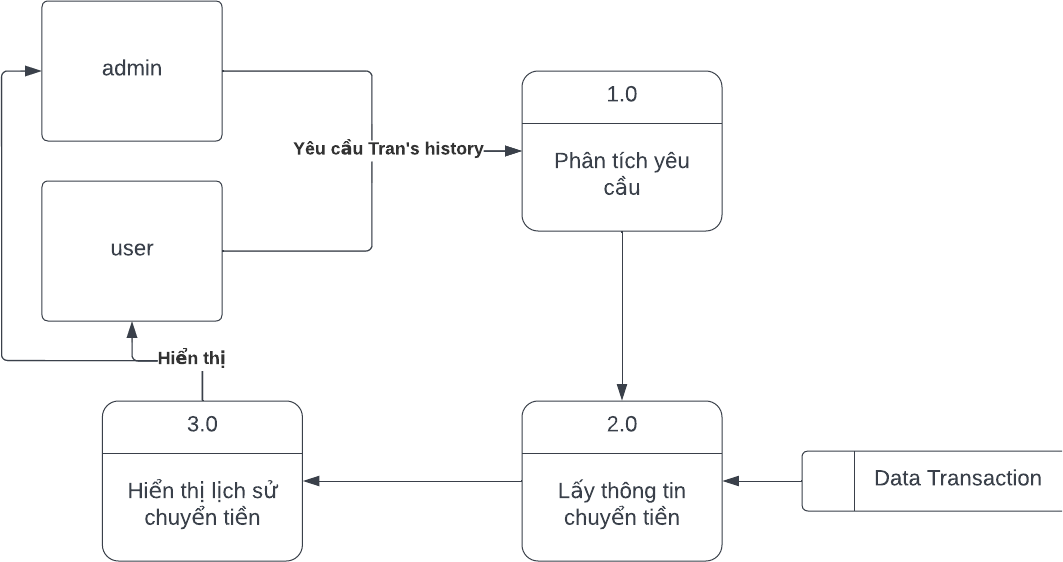 admin
1.0
Yêu cầu Tran's history
Phân tích yêu
cầu
user
Hiển thị
3.0
2.0
Hiển thị lịch sử
chuyển tiền
Lấy thông tin
chuyển tiền
Data Transaction